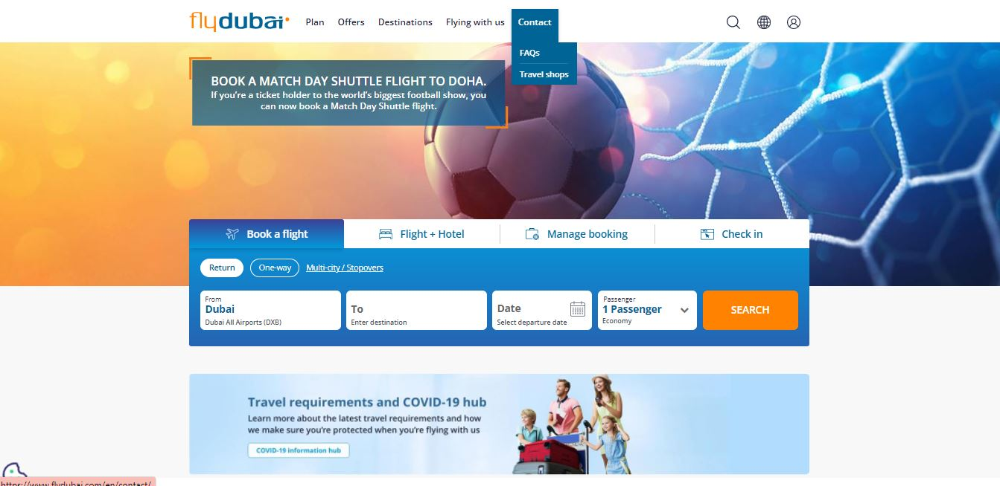 flydubai
Plan Offers Destinations Flying with us Contact
FAQs
Travel shops
BOOK A MATCH DAY SHUTTLE FLIGHT TO DOHA.
If you're a ticket holder to the world's biggest football show, you
can now book a Match Day Shuttle flight.
Book a flight Flight + Hotel Manage booking Check in
Return One-way Multi-city / Stopovers
From
Dubai
Dubai All Airports (DXB)
To
Enter destination
Date
Select departure date
Passenger
1 Passenger
Economy
SEARCH
Travel requirements and COVID-19 hub
Learn more about the latest travel requirements and how
we make sure you're protected when you're flying with us
COVID-19 information hub
https://www.flydubai.com/en/contact/